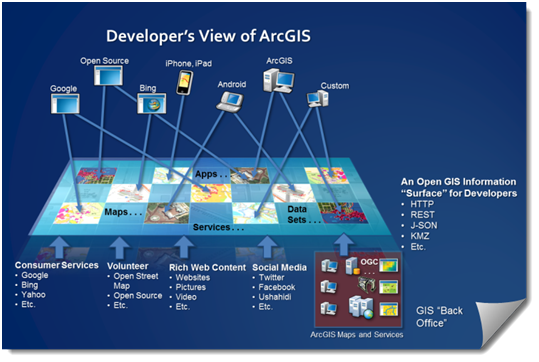 Developer's View of ArcGIS
Open Source
iPhone, iPad
ArcGIS
Google
Bing
Android
Custom
Apps . . .
Maps . . .
Data
Sets . . .
Services . . .
An Open GIS Information
"Surface" for Developers
• HTTP
• REST
• J-SON
• KMZ
• Etc.
Consumer Services
• Google
• Bing
• Yahoo
• Etc.
Volunteer
• Open Street
Map
• Open Source
• Etc.
Rich Web Content
• Websites
• Pictures
• Video
• Etc.
Social Media
• Twitter
• Facebook
• Ushahidi
• Etc.
OGC
. . .
ArcGIS Maps and Services
GIS "Back
Office"